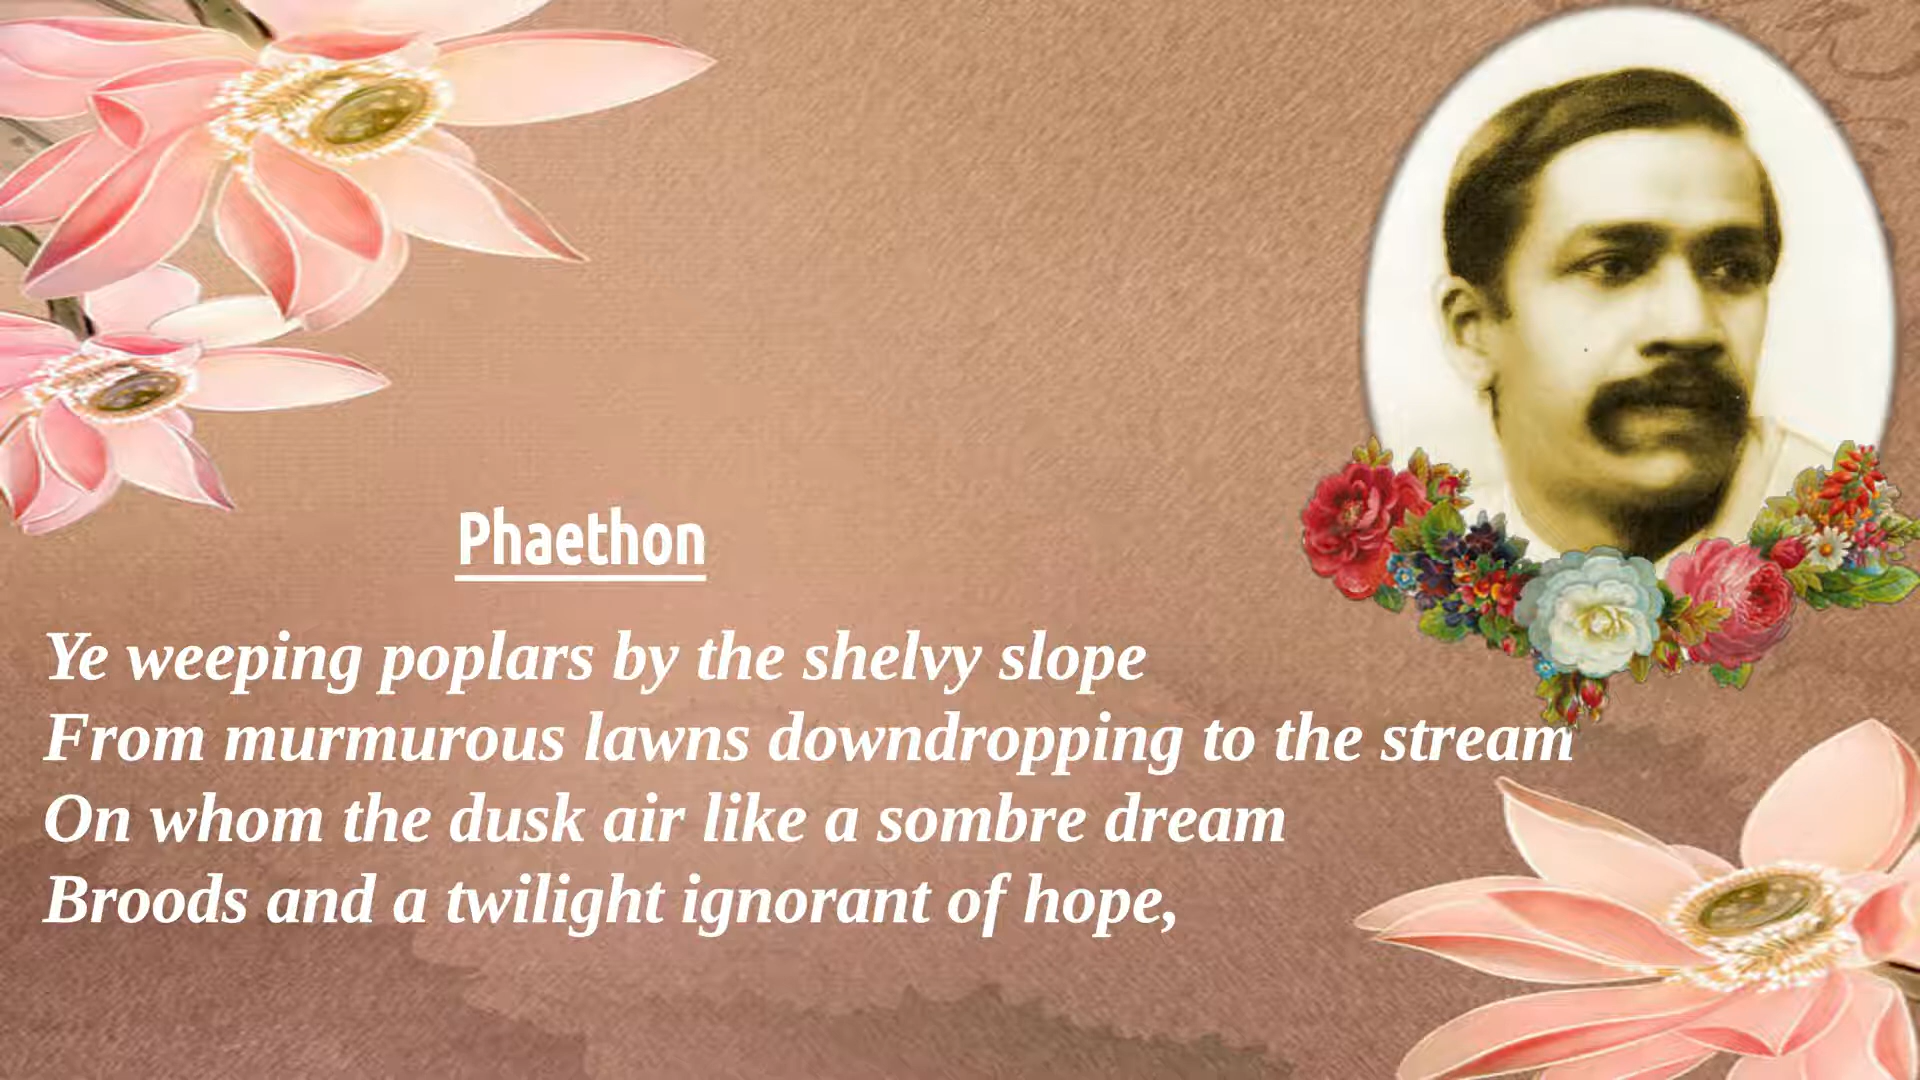 Phaethon
Ye weeping poplars by the shelvy slope
From murmurous lawns downdropping to the stream
On whom the dusk air like a sombre dream
Broods and a twilight ignorant of hope,